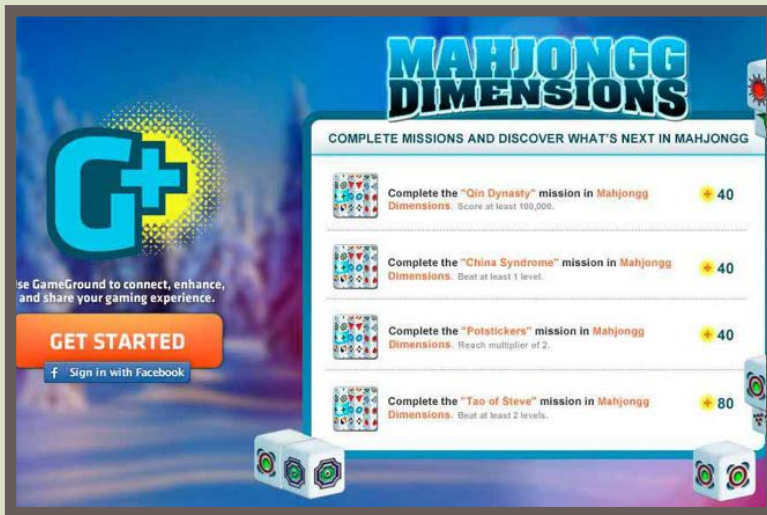 MAHJONGG
DIMENSIONS
COMPLETE MISSIONS AND DISCOVER WHAT'S NEXT IN MAHJONGG
G+
Complete the "Qin Dynasty" mission in Mahjongg
Dimensions. Score at least 100,000.
+ 40
Complete the "China Syndrome" mission in Mahjongg
Dimensions. Beat at least 1 level.
+ 40
Complete the "Potstickers" mission in Mahjongg
Dimensions. Reach multiplier of 2.
+ 40
Complete the "Tao of Steve" mission in Mahjongg
Dimensions. Beat at least 2 levels.
+ 80
se GameGround to connect, enhance,
and share your gaming experience.
GET STARTED
f Sign in with Facebook